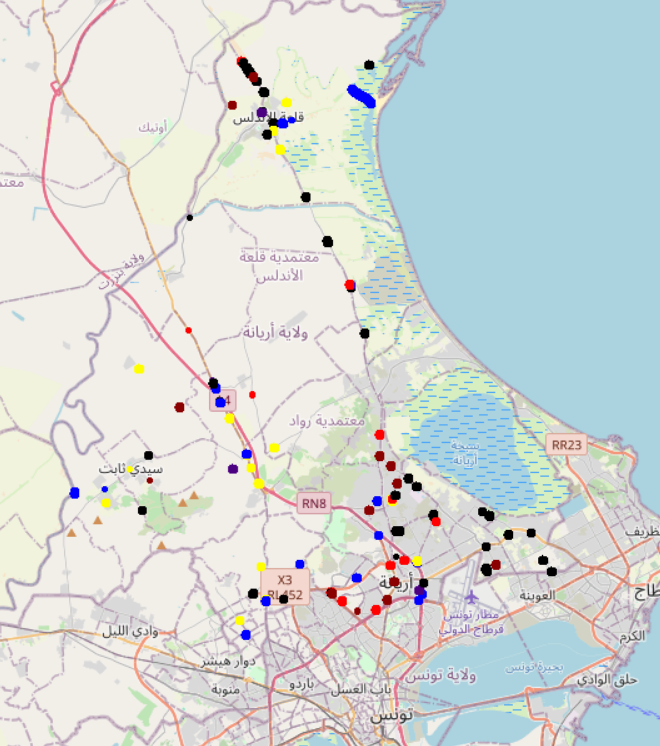 قلعة الأندلس
أوتيك
معتمدية قلعة
الأندلس
ولاية بنزرت
ولاية أريانة
معتمدية رواد
سبخة
أريانة
RR23
سيدي ثابت
RN8
X3
RL452
أريانة
العوينة
مطار تونس
قرطاج الدولي
الكرم
وادي الليل
دوار هيشر
منوبة
باردو
باب العسل
ولاية تونس
بحيرة تونس
حلق الوادي
تونس